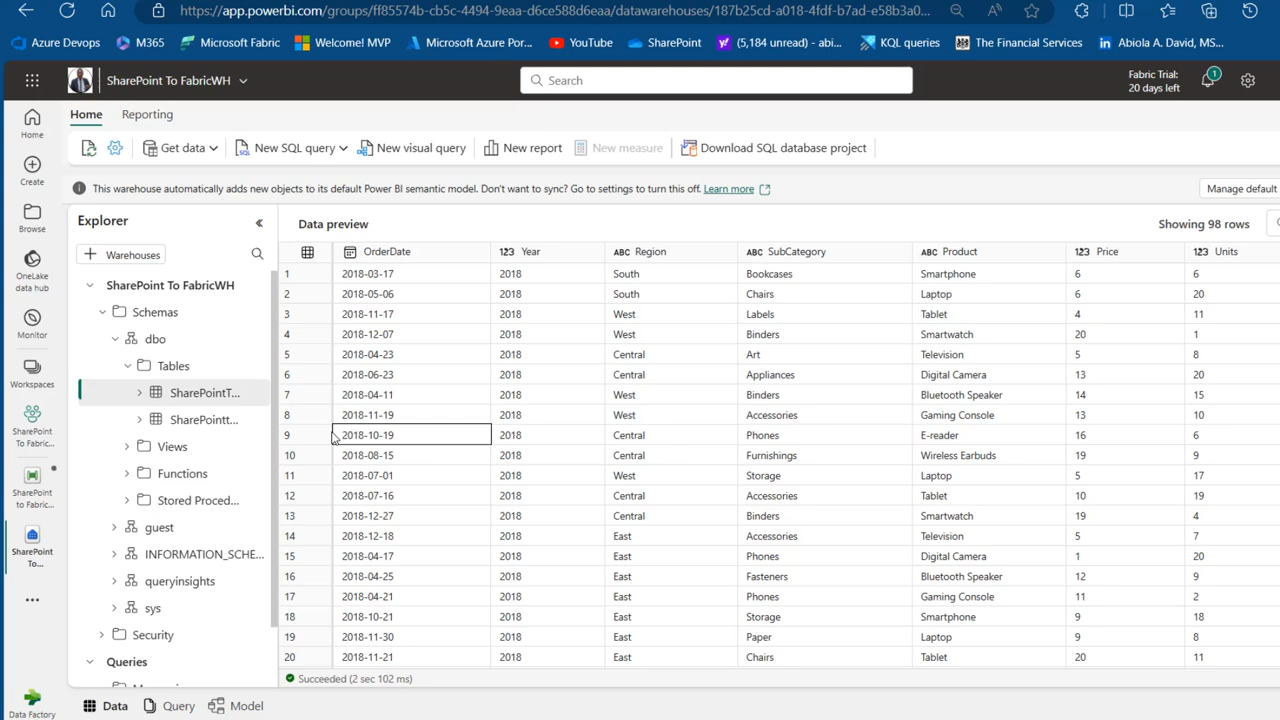 https://app.powerbi.com/groups/ff85574b-cb5c-4494-9eaa-d6ce588d6eaa/datawarehouses/187b25cd-a018-4fdf-b7ad-e58b3a0...
Azure Devops M365 Microsoft Fabric Welcome! MVP Microsoft Azure Por... YouTube SharePoint (5,184 unread) - abi... KQL queries The Financial Services Abiola A. David, MS...
SharePoint To FabricWH Search Fabric Trial:
20 days left
1
Home Reporting
Get data New SQL query New visual query New report New measure Download SQL database project
This warehouse automatically adds new objects to its default Power BI semantic model. Don't want to sync? Go to settings to turn this off. Learn more Manage default
Home
Create
Browse
OneLake
data hub
Monitor
Workspaces
SharePoint
To Fabric...
SharePoint
to Fabric...
SharePoint
To...
...
Data Factory
Explorer
Warehouses
SharePoint To FabricWH
Schemas
dbo
Tables
SharePointT...
SharePointt...
Views
Functions
Stored Proced...
guest
INFORMATION_SCHE...
queryinsights
sys
Security
Queries
Data preview Showing 98 rows
OrderDate 123 Year ABC Region ABC SubCategory ABC Product 123 Price 123 Units
1 2018-03-17 2018 South Bookcases Smartphone 6 6
2 2018-05-06 2018 South Chairs Laptop 6 20
3 2018-11-17 2018 West Labels Tablet 4 11
4 2018-12-07 2018 West Binders Smartwatch 20 1
5 2018-04-23 2018 Central Art Television 5 8
6 2018-06-23 2018 Central Appliances Digital Camera 13 20
7 2018-04-11 2018 West Binders Bluetooth Speaker 14 15
8 2018-11-19 2018 West Accessories Gaming Console 13 10
9 2018-10-19 2018 Central Phones E-reader 16 6
10 2018-08-15 2018 Central Furnishings Wireless Earbuds 19 9
11 2018-07-01 2018 West Storage Laptop 5 17
12 2018-07-16 2018 Central Accessories Tablet 10 19
13 2018-12-27 2018 Central Binders Smartwatch 19 4
14 2018-12-18 2018 East Accessories Television 5 7
15 2018-04-17 2018 East Phones Digital Camera 1 20
16 2018-04-25 2018 East Fasteners Bluetooth Speaker 12 9
17 2018-04-21 2018 East Phones Gaming Console 11 2
18 2018-10-21 2018 East Storage Smartphone 9 18
19 2018-11-30 2018 East Paper Laptop 9 8
20 2018-11-21 2018 East Chairs Tablet 20 11
Succeeded (2 sec 102 ms)
Data Query Model